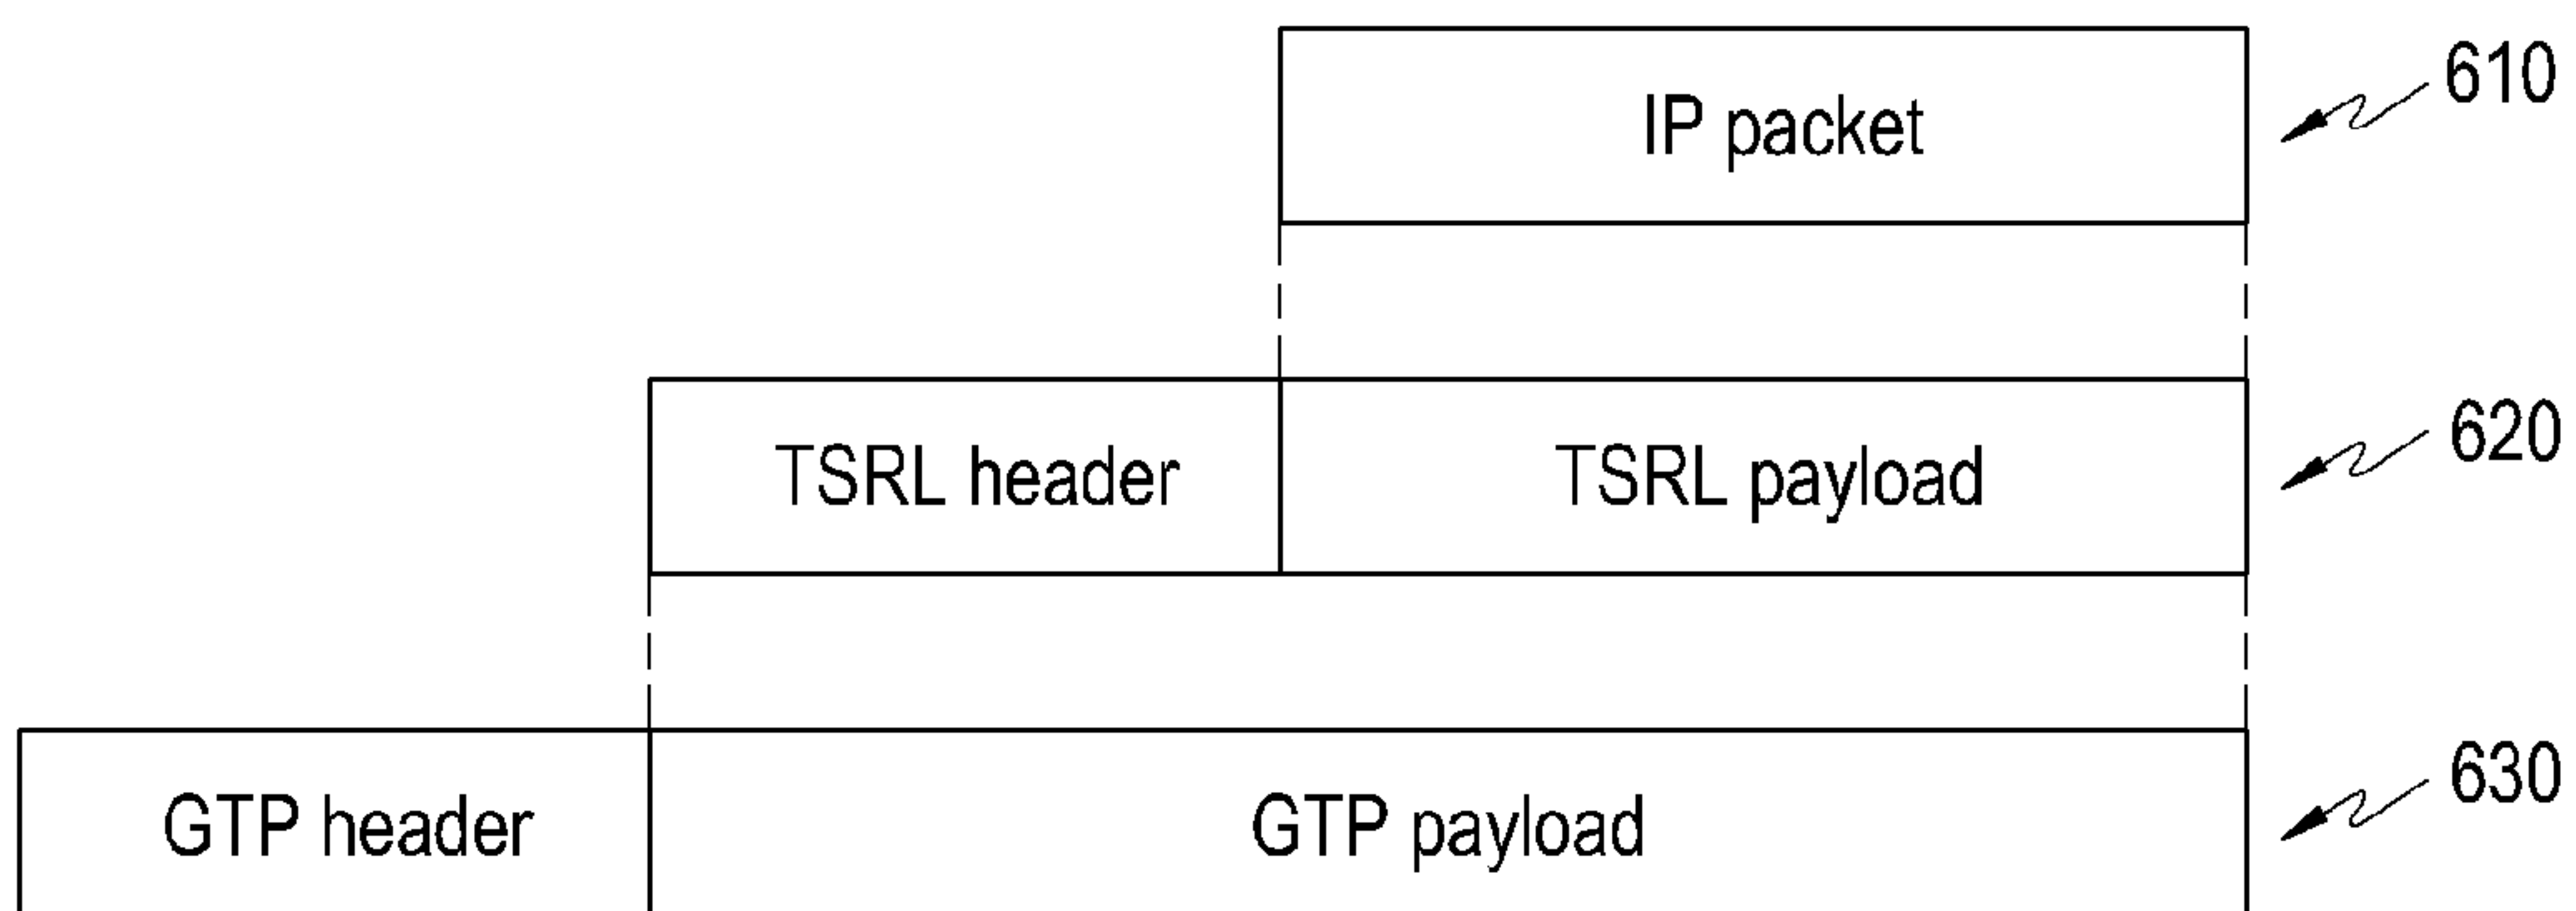 IP packet 610
TSRL header TSRL payload 620
GTP header GTP payload 630